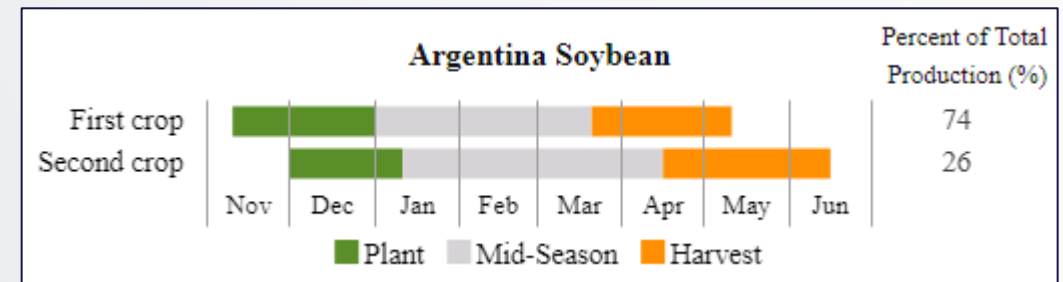 Argentina Soybean
Percent of Total
Production (%)
First crop 74
Second crop 26
Nov Dec Jan Feb Mar Apr May Jun
Plant Mid-Season Harvest